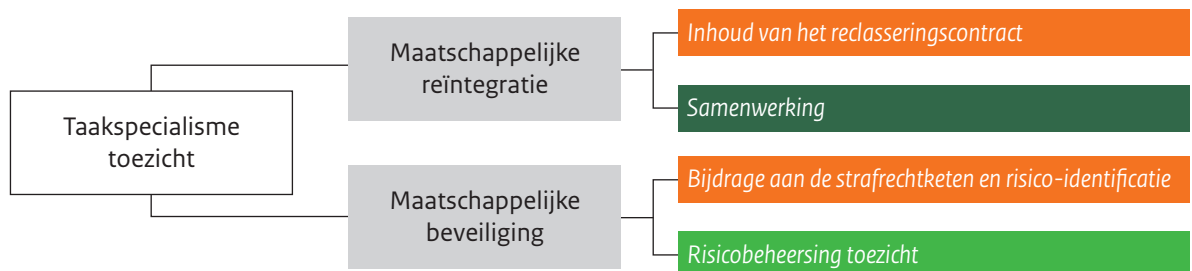 Taakspecialisme
toezicht
Maatschappelijke
reïntegratie
Inhoud van het reclasseringscontract
Samenwerking
Maatschappelijke
beveiliging
Bijdrage aan de strafrechtketen en risico-identificatie
Risicobeheersing toezicht